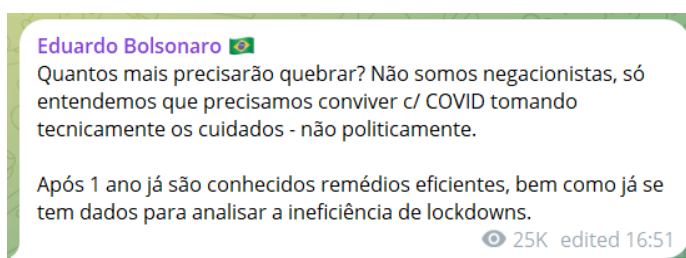 Eduardo Bolsonaro 🇧🇷
Quantos mais precisarão quebrar? Não somos negacionistas, só
entendemos que precisamos conviver c/ COVID tomando
tecnicamente os cuidados - não politicamente.
Após 1 ano já são conhecidos remédios eficientes, bem como já se
tem dados para analisar a ineficiência de lockdowns.
25K edited 16:51